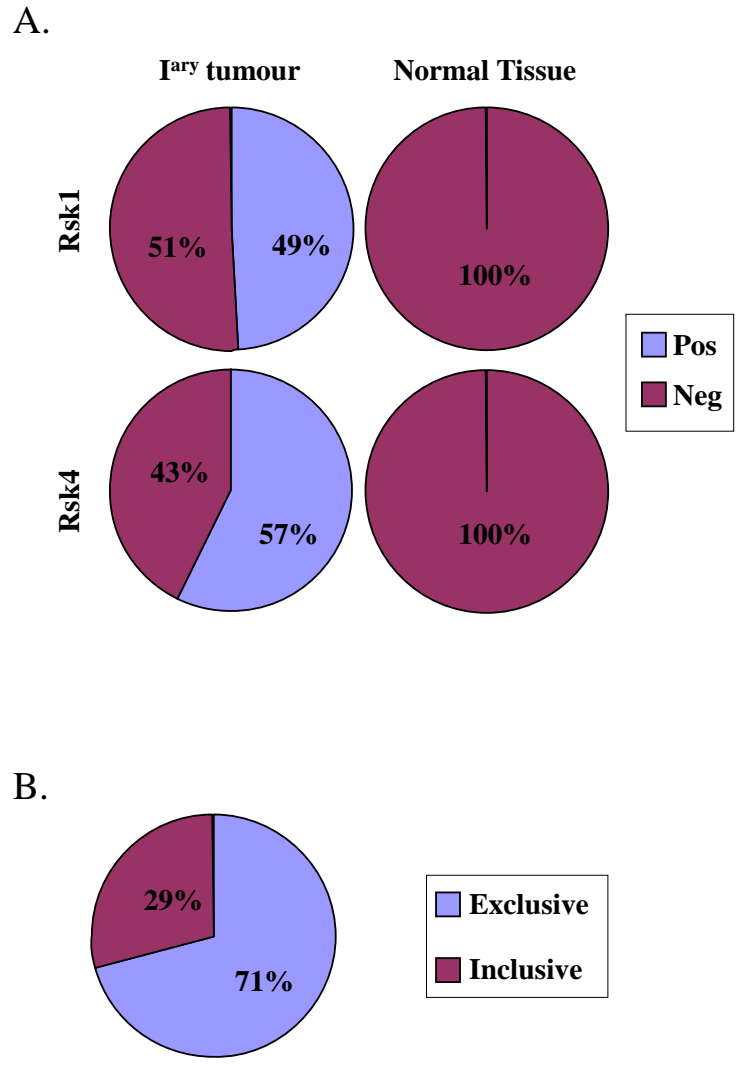 A.
Iary tumour Normal Tissue
Rsk1
51% 49% 100%
Pos
Neg
Rsk4
43% 57% 100%
B.
29% 71%
Exclusive
Inclusive